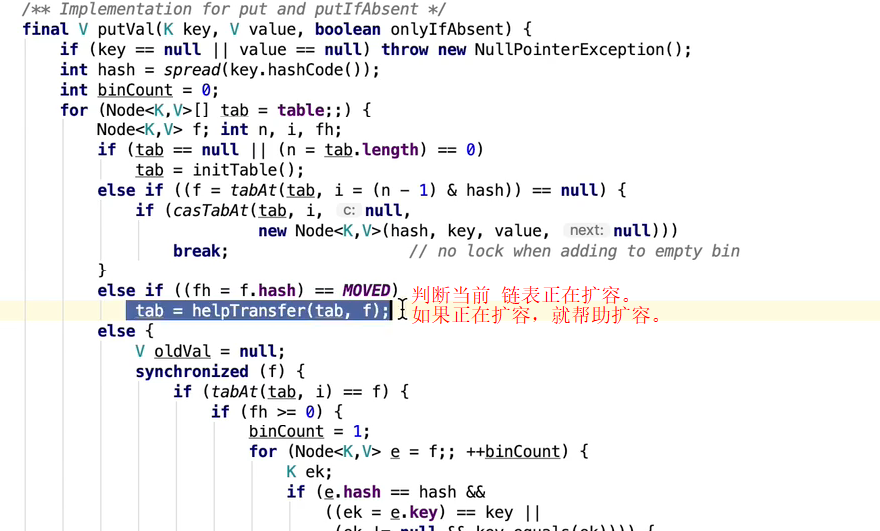 /** Implementation for put and putIfAbsent */
final V putVal(K key, V value, boolean onlyIfAbsent) {
if (key == null || value == null) throw new NullPointerException();
int hash = spread(key.hashCode());
int binCount = 0;
for (Node<K,V>[] tab = table;;) {
Node<K,V> f; int n, i, fh;
if (tab == null || (n = tab.length) == 0)
tab = initTable();
else if ((f = tabAt(tab, i = (n - 1) & hash)) == null) {
if (casTabAt(tab, i, c: null,
new Node<K,V>(hash, key, value, next: null)))
break; // no lock when adding to empty bin
}
else if ((fh = f.hash) == MOVED) 判断当前 链表正在扩容。
tab = helpTransfer(tab, f); 如果正在扩容，就帮助扩容。
else {
V oldVal = null;
synchronized (f) {
if (tabAt(tab, i) == f) {
if (fh >= 0) {
binCount = 1;
for (Node<K,V> e = f;; ++binCount) {
K ek;
if (e.hash == hash &&
((ek = e.key) == key ||
(ek != null && key.equals(ek)))) {